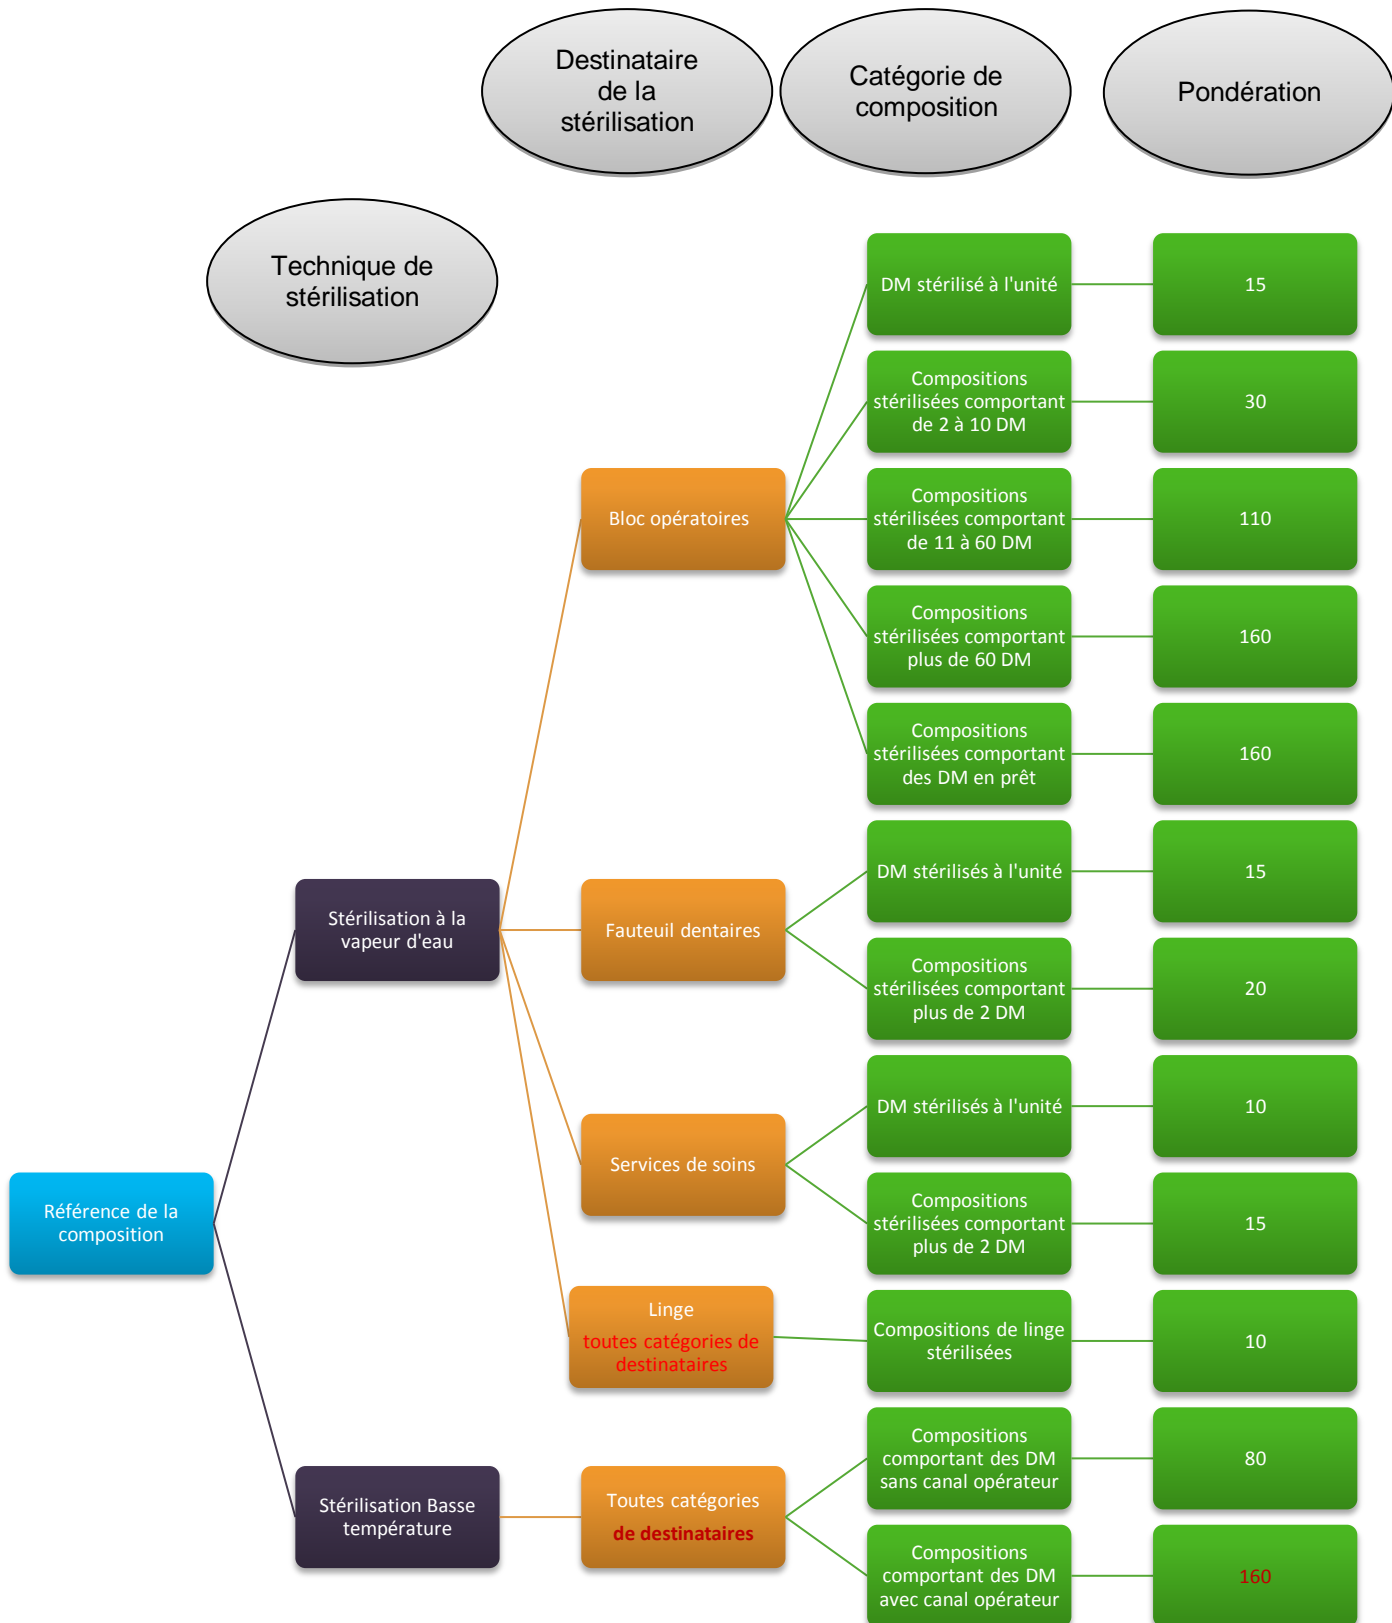 Destinataire
de la
stérilisation
Catégorie de
composition
Pondération
Technique de
stérilisation
DM stérilisé à l'unité
15
Compositions
stérilisées comportant
de 2 à 10 DM
30
Bloc opératoires
Compositions
stérilisées comportant
de 11 à 60 DM
110
Compositions
stérilisées comportant
plus de 60 DM
160
Compositions
stérilisées comportant
des DM en prêt
160
Stérilisation à la
vapeur d'eau
Fauteuil dentaires
DM stérilisés à l'unité
15
Compositions
stérilisées comportant
plus de 2 DM
20
Services de soins
DM stérilisés à l'unité
10
Compositions
stérilisées comportant
plus de 2 DM
15
Référence de la
composition
Linge
toutes catégories de
destinataires
Compositions de linge
stérilisées
10
Stérilisation Basse
température
Toutes catégories
de destinataires
Compositions
comportant des DM
sans canal opérateur
80
Compositions
comportant des DM
avec canal opérateur
160